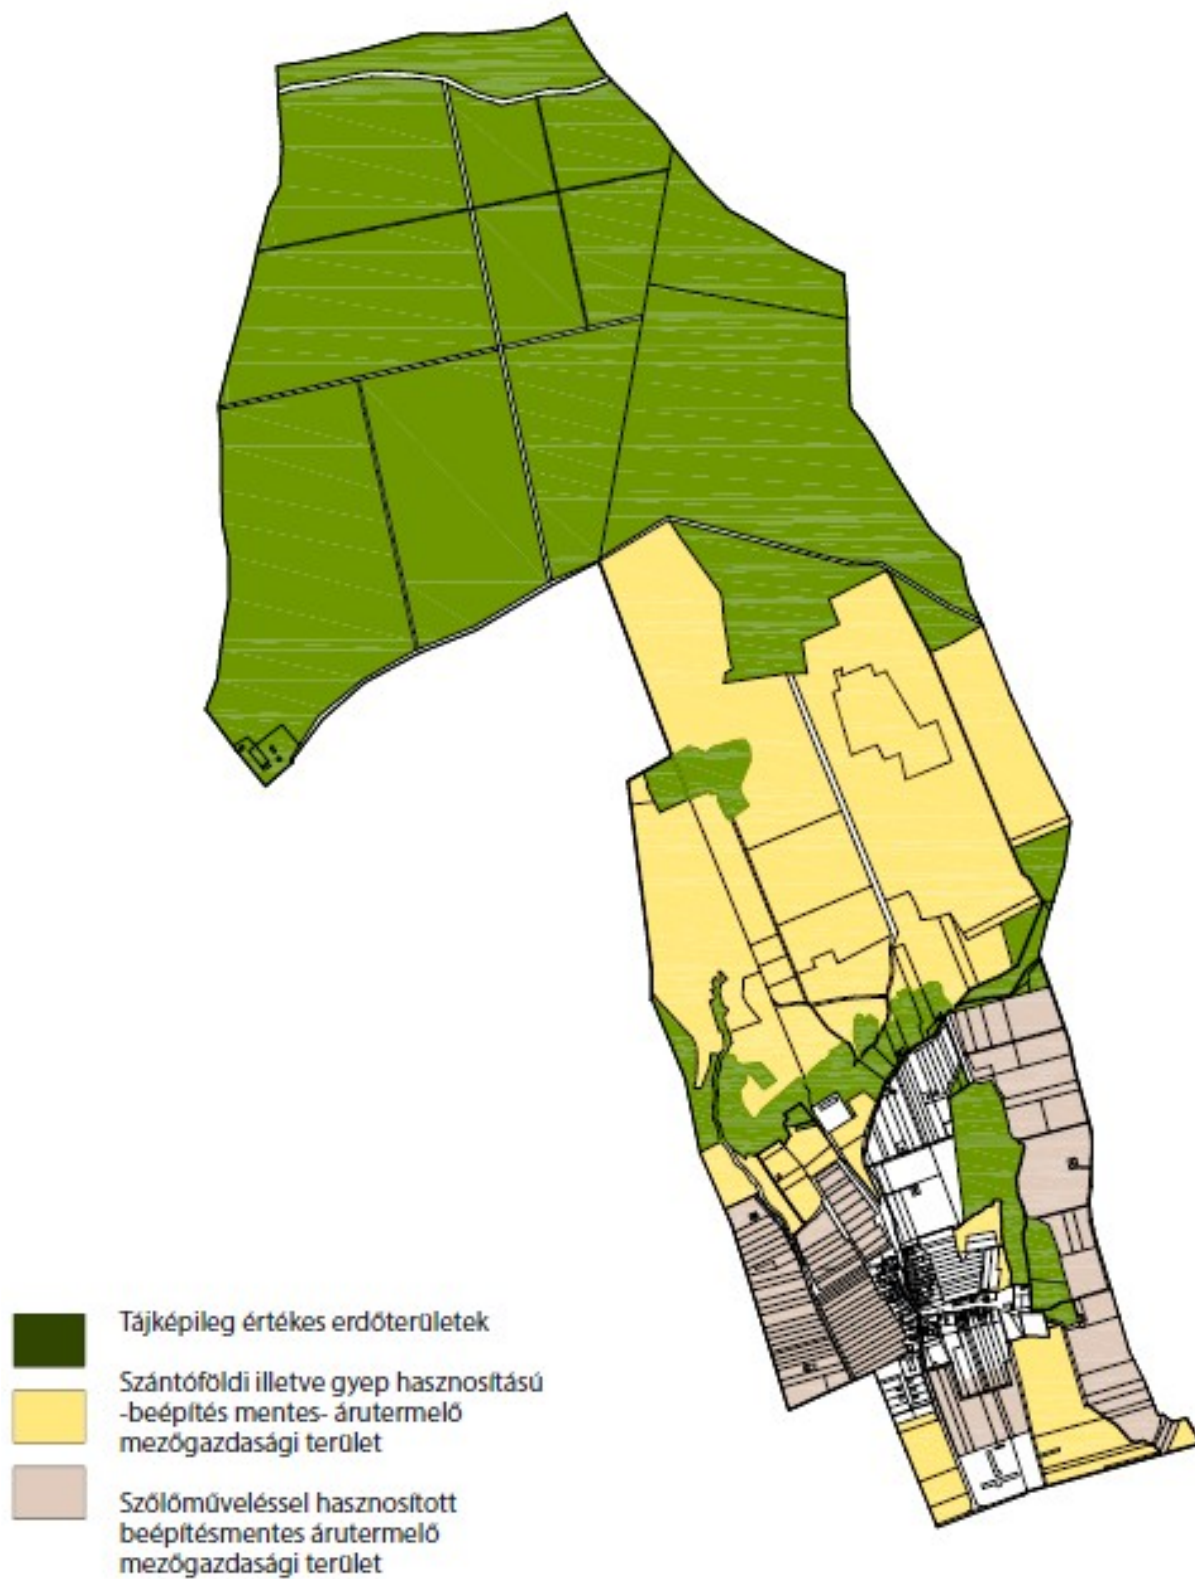 Tájképileg értékes erdőterületek
Szántóföldi illetve gyep hasznosítású
-beépítés mentes- árutermelő
mezőgazdasági terület
Szőlőműveléssel hasznosított
beépítésmentes árutermelő
mezőgazdasági terület